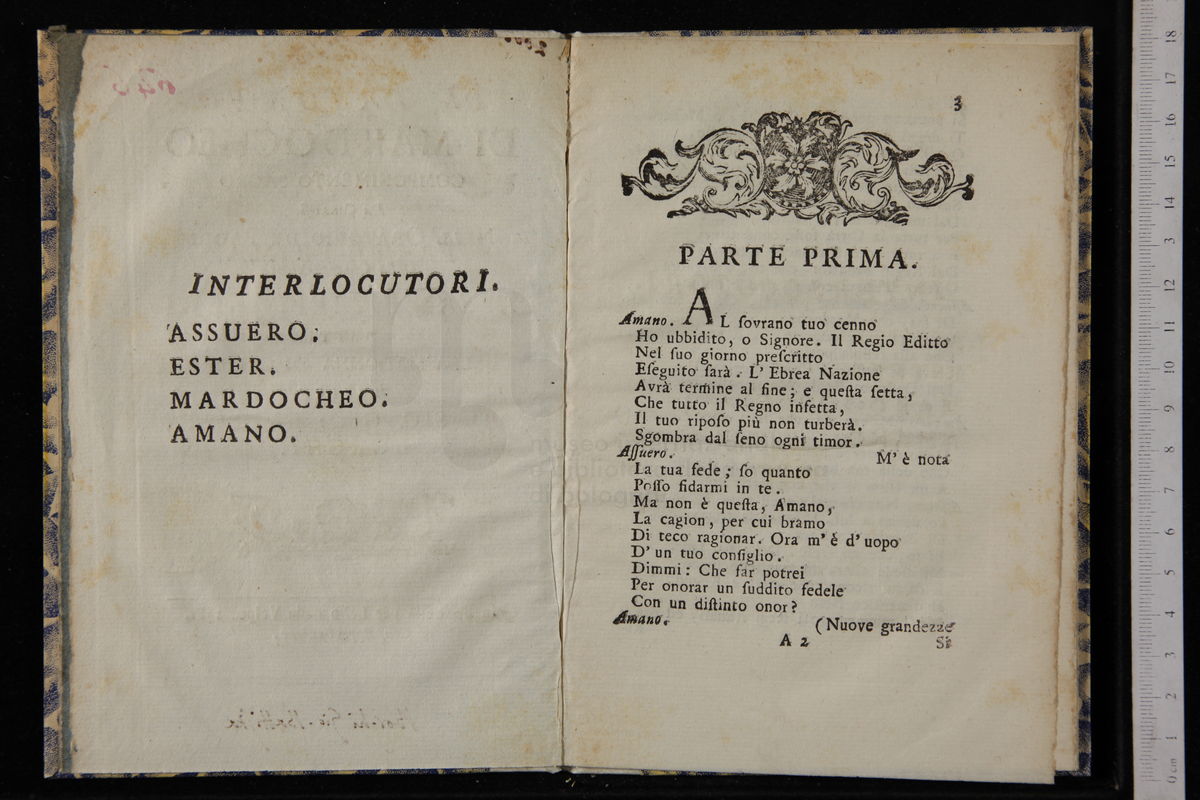 INTERLOCUTORI.
ASSUERO.
ESTER.
MARDOCHEO.
AMANO.
3
PARTE PRIMA.
Amano. AL ſovrano tuo cenno
Ho ubbidito, o Signore. Il Regio Editto
Nel ſuo giorno preſcritto
Eſeguito ſarà. L' Ebrea Nazione
Avrà termine al fine; e queſta ſetta,
Che tutto il Regno infetta,
Il tuo ripoſo più non turberà.
Sgombra dal ſeno ogni timor.
Aſſuero. M' è nota
La tua fede; ſo quanto
Poſſo fidarmi in te.
Ma non è queſta, Amano,
La cagion, per cui bramo
Di teco ragionar. Ora m' è d' uopo
D' un tuo conſiglio.
Dimmi: Che far potrei
Per onorar un ſuddito fedele
Con un diſtinto onor?
Amano. (Nuove grandezze
A 2 Si